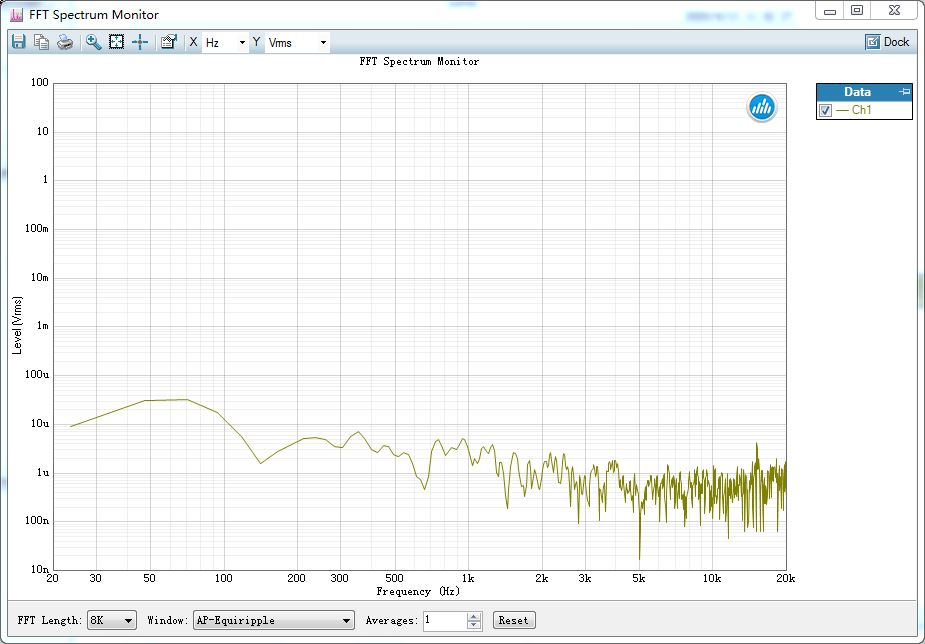 FFT Spectrum Monitor
X Hz Y Vrms Dock
FFT Spectrum Monitor
Data
Ch1
100
10
1
100m
10m
1m
100u
10u
1u
100n
10n
Level (Vrms)
20 30 50 100 200 300 500 1k 2k 3k 5k 10k 20k
Frequency (Hz)
FFT Length: 8K Window: AP-Equiripple Averages: 1 Reset